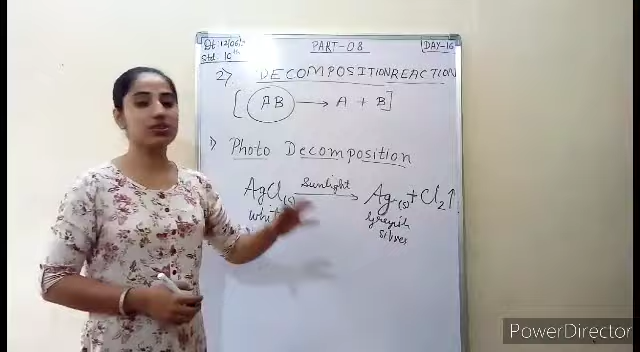 Dt: 12/06/
Std. 10th
PART-08
DAY-16
2) DECOMPOSITION REACTION
[ AB → A + B ]
1) Photo Decomposition
AgCl(s) Sunlight → Ag(s) + Cl2↑
Greyish
Silver
PowerDirector